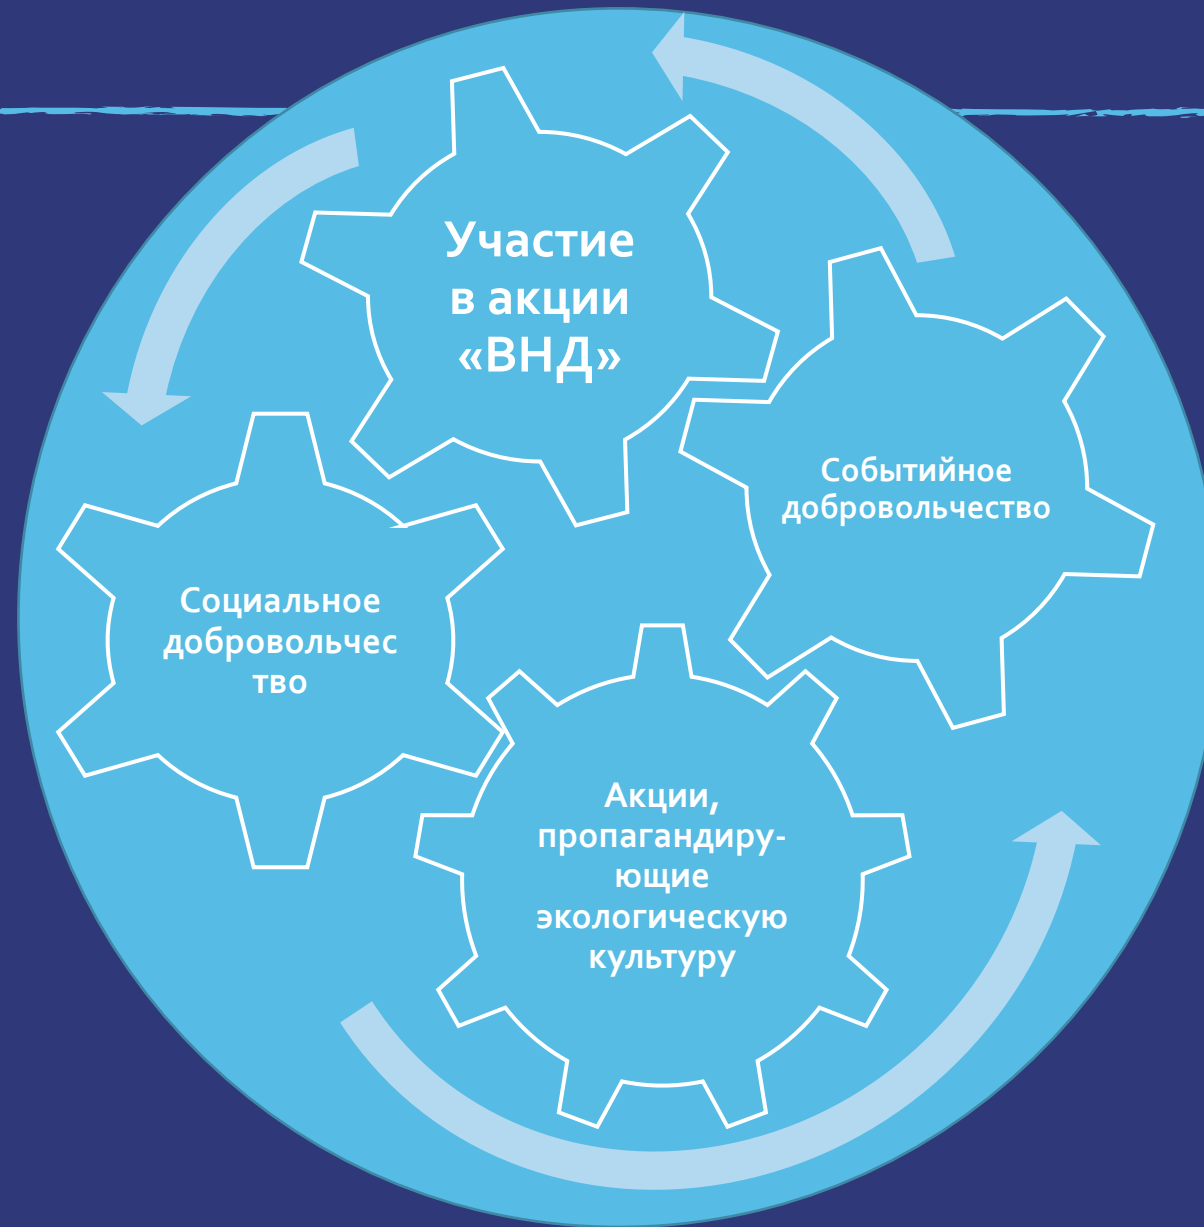 Участие
в акции
«ВНД»
Событийное
добровольчество
Социальное
добровольчес
тво
Акции,
пропагандиру-
ющие
экологическую
культуру